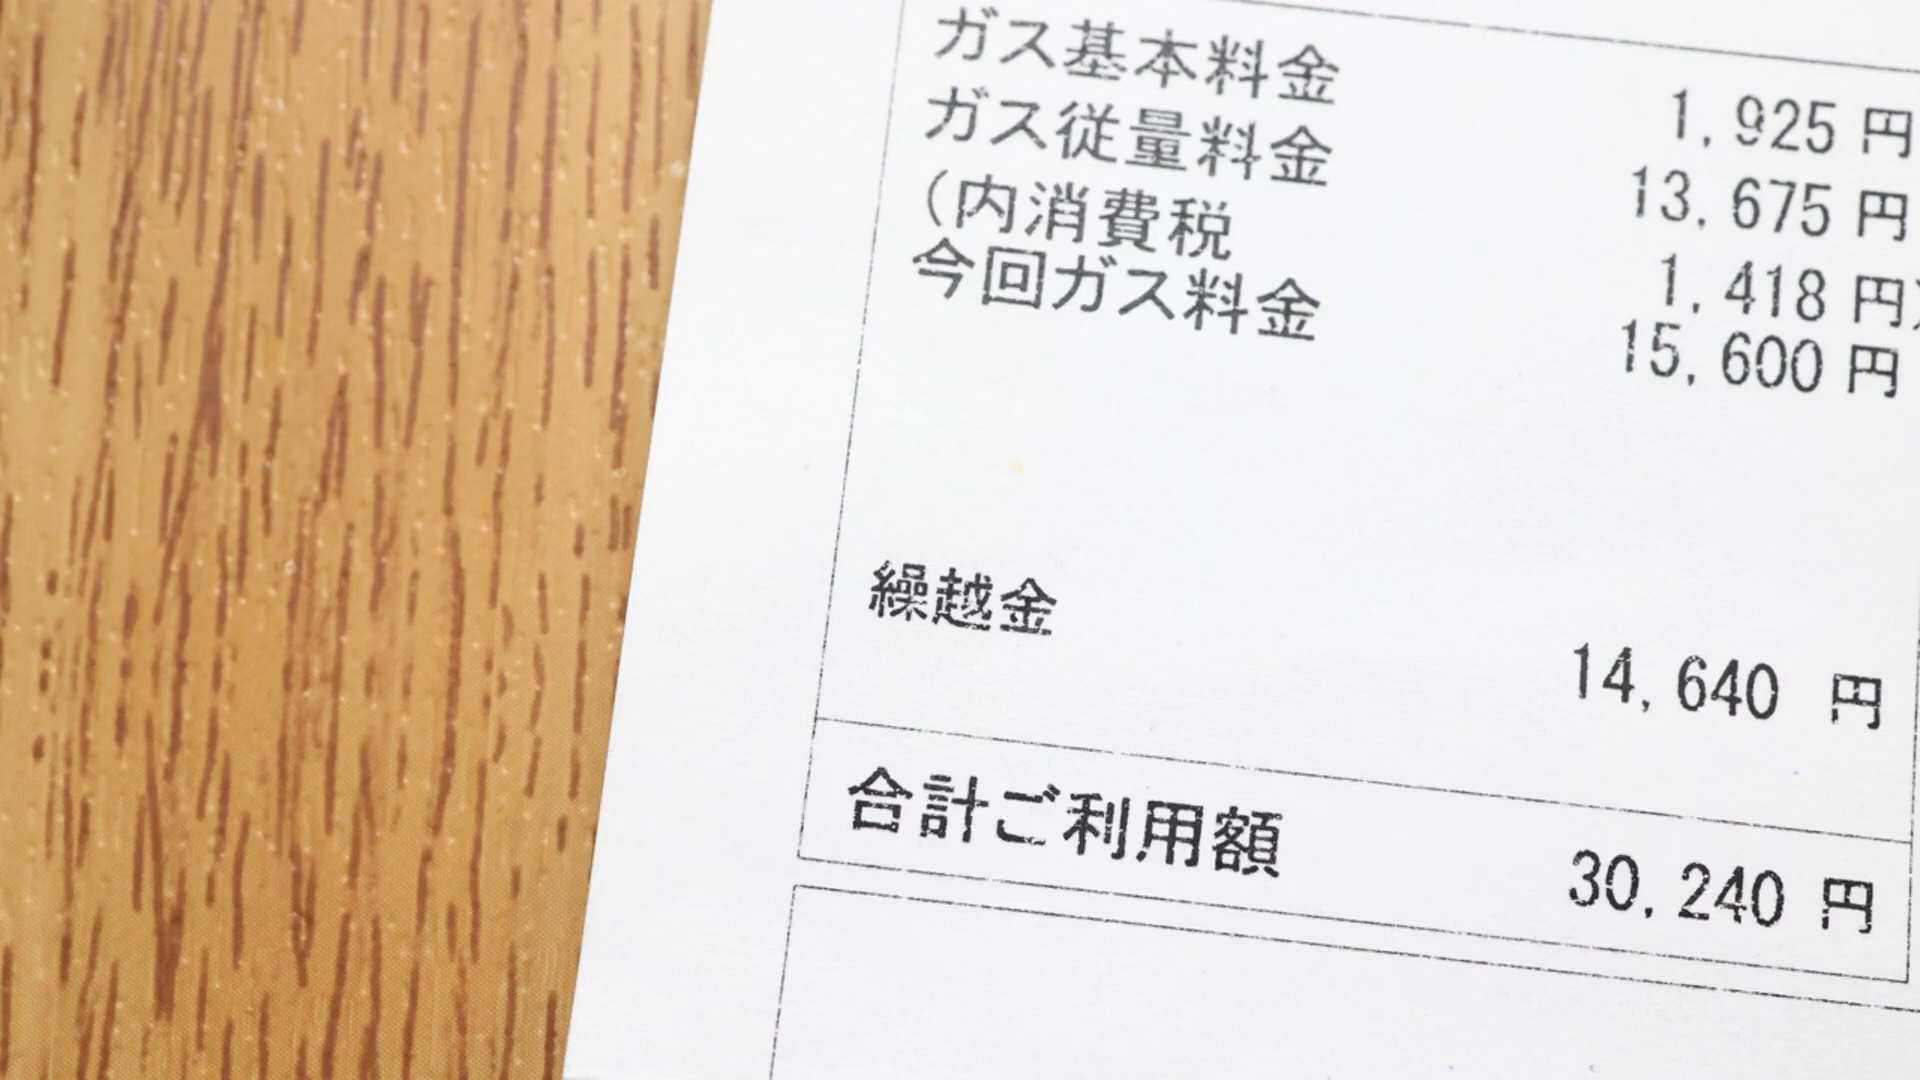 ガス基本料金 1,925 円
ガス従量料金 13,675 円
(内消費税 1,418 円)
今回ガス料金 15,600 円
繰越金 14,640 円
合計ご利用額 30,240 円